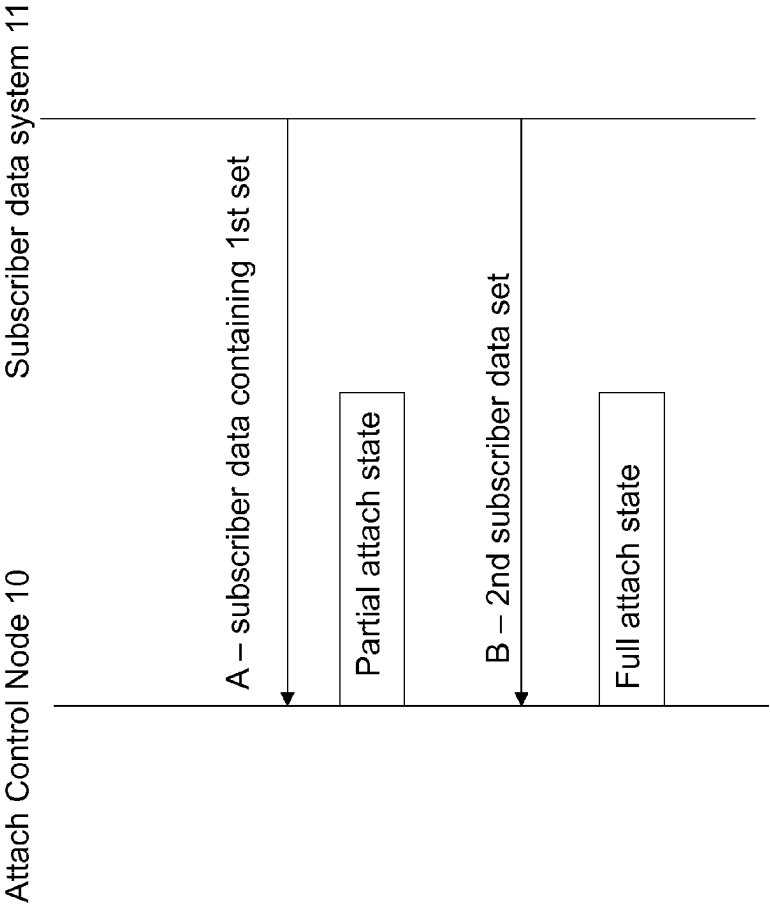 Attach Control Node 10
Subscriber data system 11
A – subscriber data containing 1st set
Partial attach state
B – 2nd subscriber data set
Full attach state